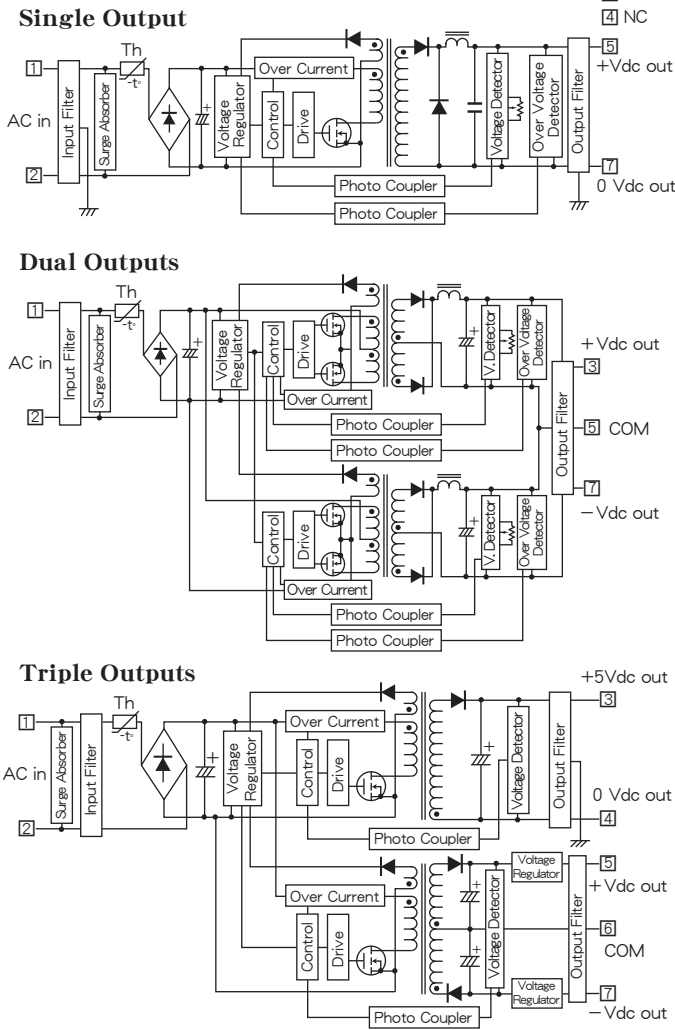 Single Output
4 NC
Th
-t°
1
5
+Vdc out
AC in
Input Filter
Surge Absorber
+
Voltage Regulator
Over Current
Control
Drive
Voltage Detector
Over Voltage Detector
Output Filter
2
7
0 Vdc out
Photo Coupler
Photo Coupler
Dual Outputs
Th
-t°
1
AC in
Input Filter
Surge Absorber
2
+
Voltage Regulator
Control
Drive
Over Current
+
V. Detector
Over Voltage Detector
Photo Coupler
Photo Coupler
+Vdc out
3
Output Filter
5 COM
7
−Vdc out
Control
Drive
Over Current
+
V. Detector
Over Voltage Detector
Photo Coupler
Photo Coupler
Triple Outputs
+5Vdc out
Th
-t°
1
3
AC in
Surge Absorber
Input Filter
+
Voltage Regulator
Over Current
Control
Drive
+
Voltage Detector
Output Filter
0 Vdc out
2
4
Photo Coupler
Over Current
Control
Drive
+
+
Voltage Detector
Voltage
Regulator
Output Filter
5
+Vdc out
6
COM
Voltage
Regulator
7
−Vdc out
Photo Coupler